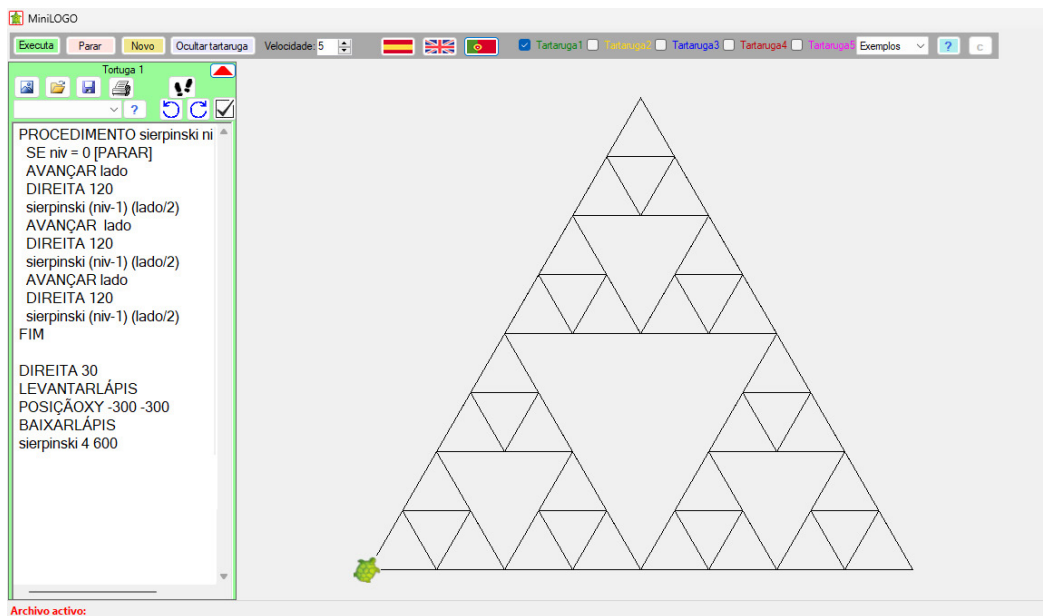 MiniLOGO
Executa Parar Novo Ocultar tartaruga Velocidade: 5 Tartaruga1 Tartaruga2 Tartaruga3 Tartaruga4 Tartaruga5 Exemplos ? c
Tortuga 1
?
PROCEDIMENTO sierpinski ni
SE niv = 0 [PARAR]
AVANÇAR lado
DIREITA 120
sierpinski (niv-1) (lado/2)
AVANÇAR lado
DIREITA 120
sierpinski (niv-1) (lado/2)
AVANÇAR lado
DIREITA 120
sierpinski (niv-1) (lado/2)
FIM
DIREITA 30
LEVANTARLÁPIS
POSIÇÃOXY -300 -300
BAIXARLÁPIS
sierpinski 4 600
Archivo activo: